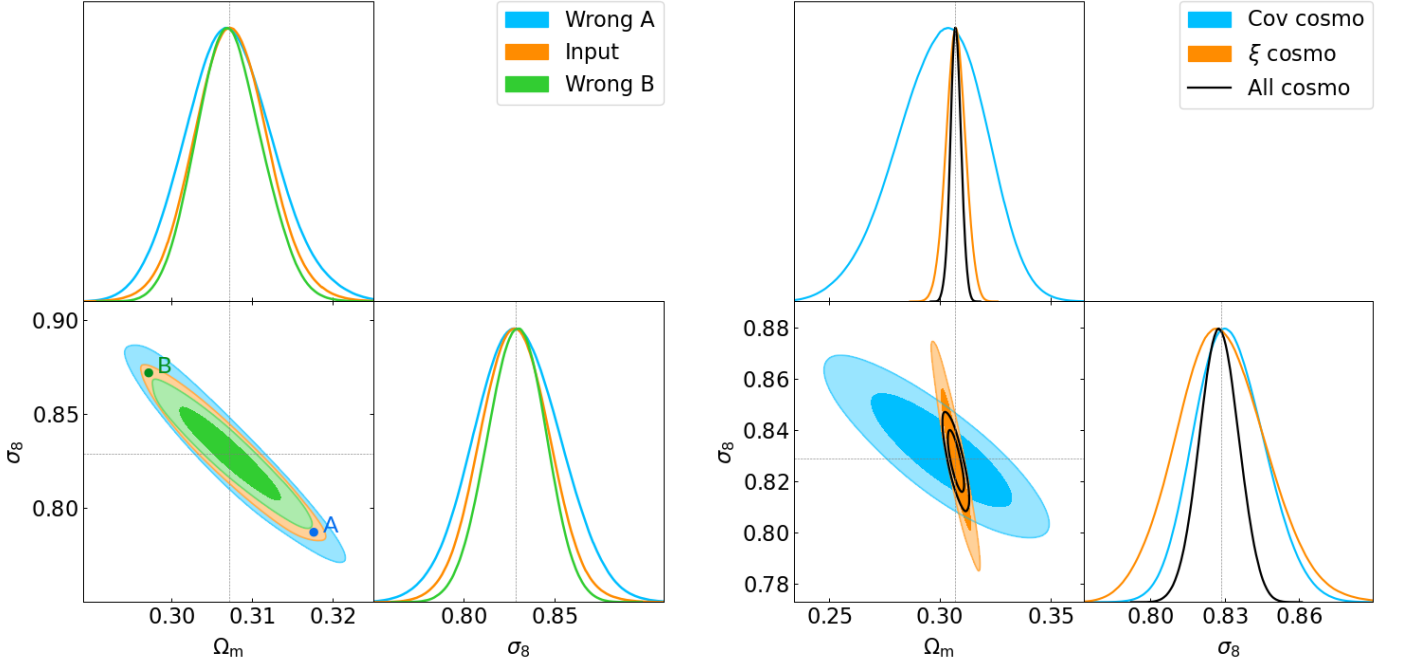 Wrong A
Input
Wrong B
0.90
0.85
0.80
σ₈
B
A
0.30 0.31 0.32
Ωₘ
0.80 0.85
σ₈
Cov cosmo
ξ cosmo
All cosmo
0.88
0.86
0.84
0.82
0.80
0.78
σ₈
0.25 0.30 0.35
Ωₘ
0.80 0.83 0.86
σ₈